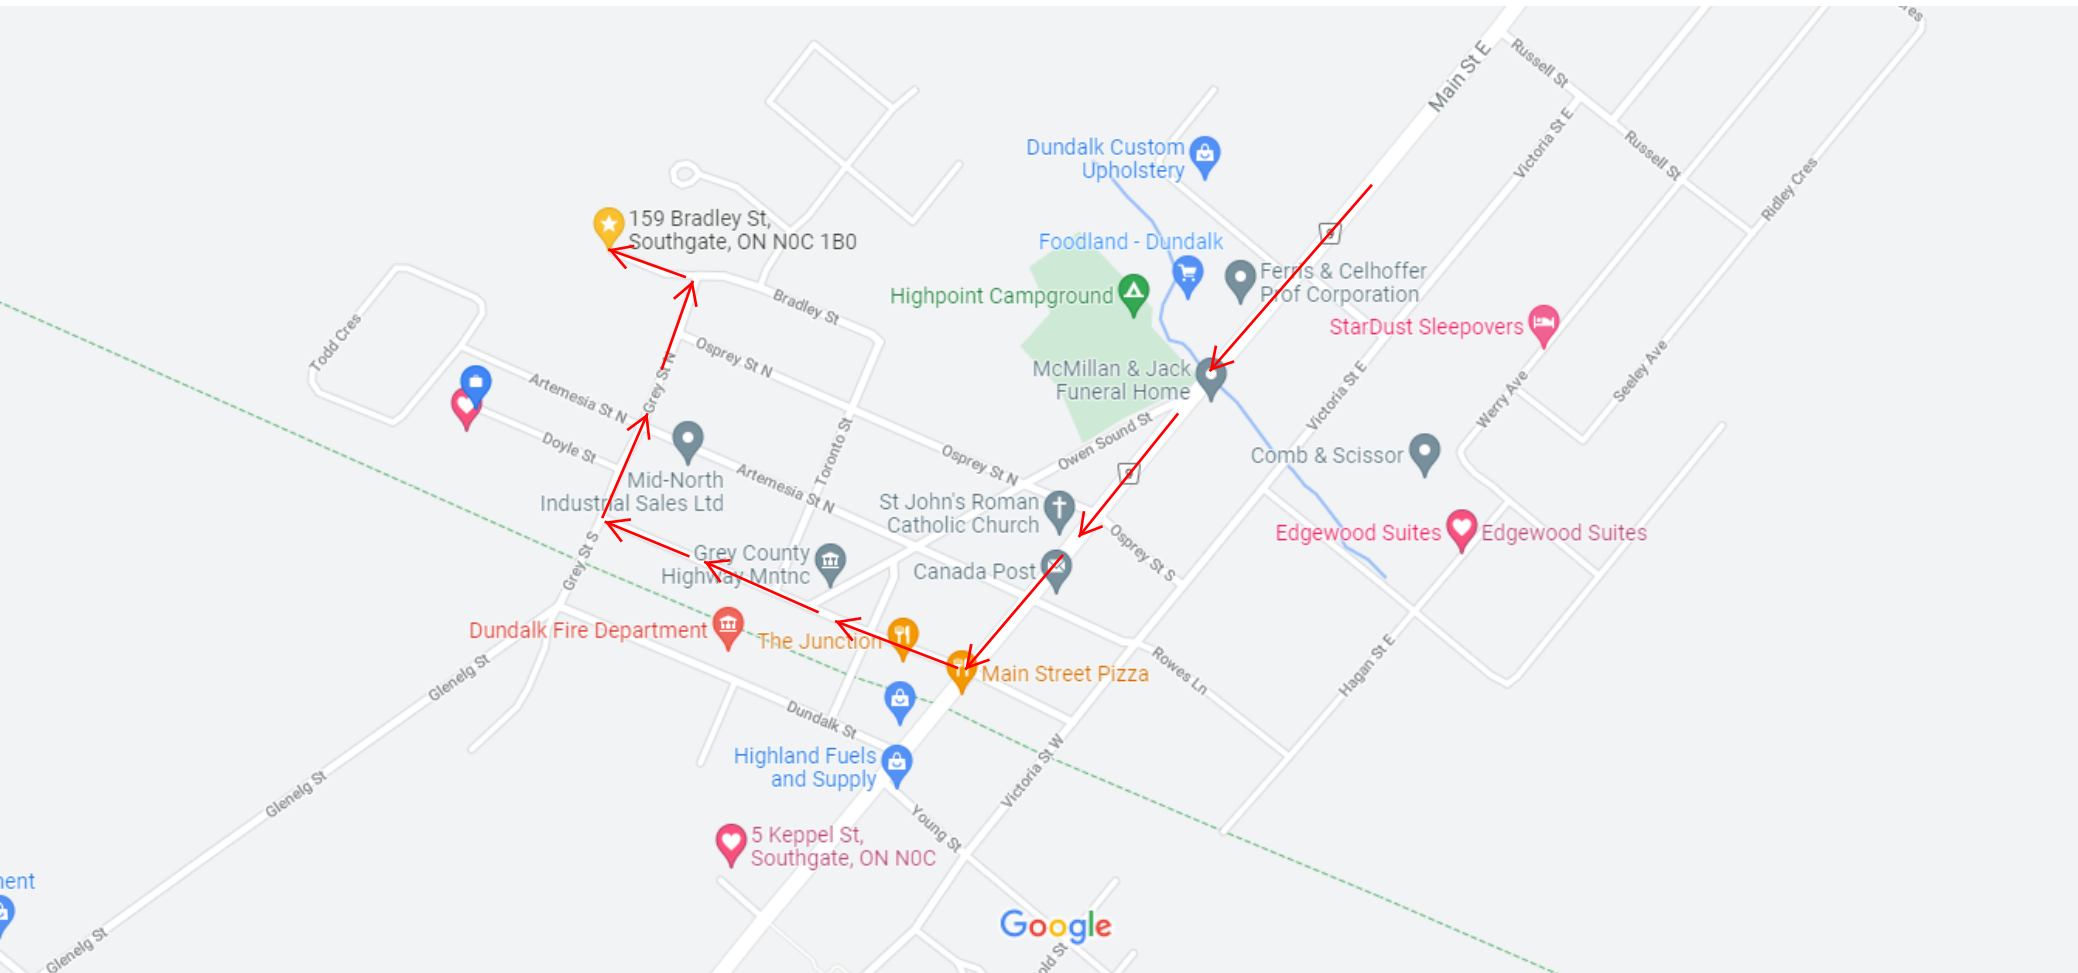 res
Main St E
Russell St
Dundalk Custom
Upholstery
Victoria St E
Russell St
Ridley Cres
159 Bradley St,
Southgate, ON N0C 1B0
9
Foodland - Dundalk
Ferris & Celhoffer
Prof Corporation
Highpoint Campground
Bradley St
StarDust Sleepovers
Todd Cres
Osprey St N
McMillan & Jack
Funeral Home
Grey St N
Artemesia St N
Victoria St E
Werry Ave
Seeley Ave
Doyle St
Toronto St
Owen Sound St
Comb & Scissor
Osprey St N
9
Mid-North
Industrial Sales Ltd
Artemesia St N
St John's Roman
Catholic Church
Edgewood Suites
Edgewood Suites
Osprey St S
Grey St S
Grey County
Highway Mntnc
Canada Post
Dundalk Fire Department
The Junction
Main Street Pizza
Rowes Ln
Hagan St E
Glenelg St
Dundalk St
Highland Fuels
and Supply
Victoria St W
Glenelg St
Young St
5 Keppel St,
Southgate, ON N0C
ment
Google
Glenelg St
old St